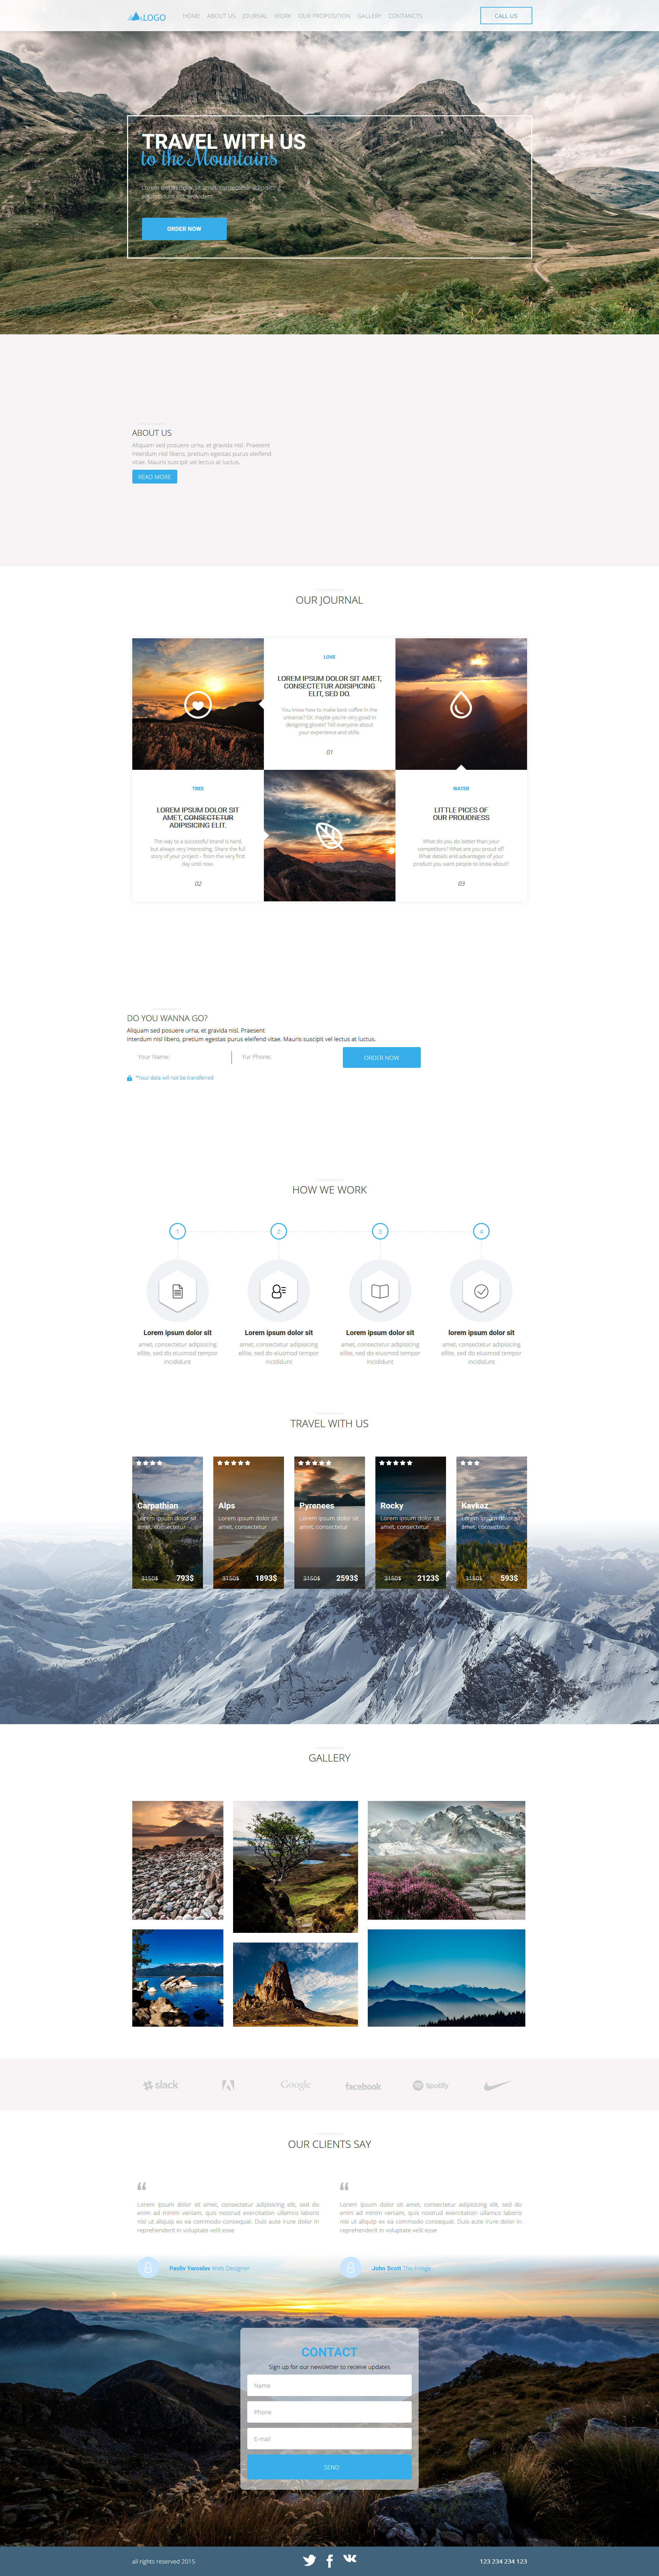 LOGO
HOME ABOUT US JOURNAL WORK OUR PROPOSITION GALLERY CONTANCTS
CALL US
TRAVEL WITH US
to the Mountains
Lorem ipsum dolor sit amet, consectetur adipisicing
elit. Incidunt est, provident.
ORDER NOW
ABOUT US
Aliquam sed posuere urna, et gravida nisl. Praesent
interdum nisl libero, pretium egestas purus eleifend
vitae. Mauris suscipit vel lectus at luctus.
READ MORE
OUR JOURNAL
LOVE
LOREM IPSUM DOLOR SIT AMET,
CONSECTETUR ADISIPICING
ELIT, SED DO.
You know how to make best coffee in the
universe? Or, maybe you're very good in
designing gloves? Tell everyone about
your experience and skills.
01
TREE
LOREM IPSUM DOLOR SIT
AMET, CONSECTETUR
ADIPISICING ELIT.
The way to a successful brand is hard,
but always very interesting. Share the full
story of your project – from the very first
day until now.
02
WATER
LITTLE PICES OF
OUR PROUDNESS
What do you do better than your
competitors? What are you proud of?
What details and advantages of your
product you want people to know about?
03
DO YOU WANNA GO?
Aliquam sed posuere urna, et gravida nisl. Praesent
interdum nisl libero, pretium egestas purus eleifend vitae. Mauris suscipit vel lectus at luctus.
Your Name:
Yur Phone:
ORDER NOW
*Your data will not be transferred
HOW WE WORK
1
2
3
4
Lorem ipsum dolor sit
amet, consectetur adipisicing
ellite, sed do eiusmod tempor
incididunt
Lorem ipsum dolor sit
amet, consectetur adipisicing
ellite, sed do eiusmod tempor
incididunt
Lorem ipsum dolor sit
amet, consectetur adipisicing
ellite, sed do eiusmod tempor
incididunt
lorem ipsum dolor sit
amet, consectetur adipisicing
ellite, sed do eiusmod tempor
incididunt
TRAVEL WITH US
Carpathian
Lorem ipsum dolor sit
amet, consectetur
3150$ 793$
Alps
Lorem ipsum dolor sit
amet, consectetur
3150$ 1893$
Pyrenees
Lorem ipsum dolor sit
amet, consectetur
3150$ 2593$
Rocky
Lorem ipsum dolor sit
amet, consectetur
3150$ 2123$
Kavkaz
Lorem ipsum dolor sit
amet, consectetur
3150$ 593$
GALLERY
slack
Google
facebook
Spotify
OUR CLIENTS SAY
Lorem ipsum dolor sit amet, consectetur adipisicing elit, sed do
enim ad minim veniam, quis nostrud exercitation ullamco laboris
nisi ut aliquip ex ea commodo consequat. Duis aute irure dolor in
reprehenderit in voluptate velit esse
Pavliv Yaroslav Web Designer
Lorem ipsum dolor sit amet, consectetur adipisicing elit, sed do
enim ad minim veniam, quis nostrud exercitation ullamco laboris
nisi ut aliquip ex ea commodo consequat. Duis aute irure dolor in
reprehenderit in voluptate velit esse
John Scott The Fringe
CONTACT
Sign up for our newsletter to receive updates
Name
Phone
E-mail
SEND
all rights reserved 2015
123 234 234 123